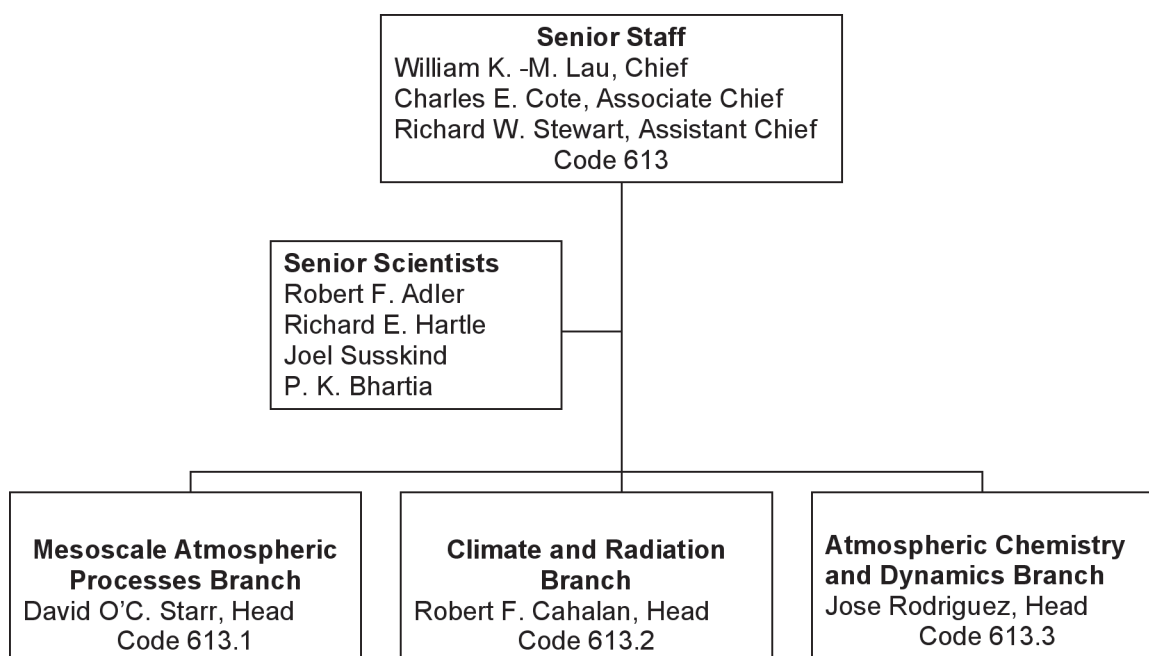 Senior Staff
William K. -M. Lau, Chief
Charles E. Cote, Associate Chief
Richard W. Stewart, Assistant Chief
Code 613
Senior Scientists
Robert F. Adler
Richard E. Hartle
Joel Susskind
P. K. Bhartia
Mesoscale Atmospheric
Processes Branch
David O'C. Starr, Head
Code 613.1
Climate and Radiation
Branch
Robert F. Cahalan, Head
Code 613.2
Atmospheric Chemistry
and Dynamics Branch
Jose Rodriguez, Head
Code 613.3